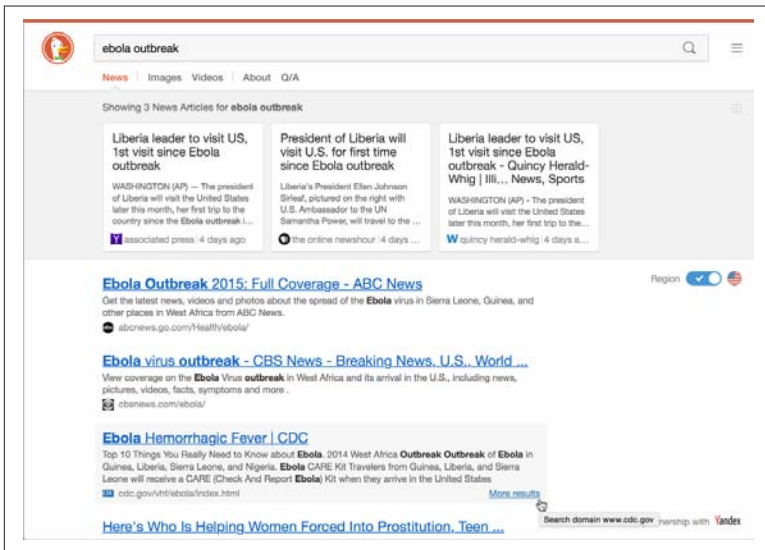 ebola outbreak
News Images Videos About Q/A
Showing 3 News Articles for ebola outbreak
Liberia leader to visit US,
1st visit since Ebola
outbreak
WASHINGTON (AP) — The president
of Liberia will visit the United States
later this month, her first trip to the
country since the Ebola outbreak i...
associated press 4 days ago
President of Liberia will
visit U.S. for first time
since Ebola outbreak
Liberia's President Ellen Johnson
Sirleaf, pictured on the right with
U.S. Ambassador to the UN
Samantha Power, will travel to the ...
the online newshour 4 days ...
Liberia leader to visit US,
1st visit since Ebola
outbreak - Quincy Herald-
Whig | Illi... News, Sports
WASHINGTON (AP) - The president
of Liberia will visit the United States
later this month, her first trip to the ...
W quincy herald-whig 4 days a...
Region
Ebola Outbreak 2015: Full Coverage - ABC News
Get the latest news, videos and photos about the spread of the Ebola virus in Sierra Leone, Guinea, and
other places in West Africa from ABC News.
abc
abcnews.go.com/Health/ebola/
Ebola virus outbreak - CBS News - Breaking News, U.S., World ...
View coverage on the Ebola Virus outbreak in West Africa and its arrival in the U.S., including news,
pictures, videos, facts, symptoms and more .
cbsnews.com/ebola/
Ebola Hemorrhagic Fever | CDC
Top 10 Things You Really Need to Know about Ebola. 2014 West Africa Outbreak Outbreak of Ebola in
Guinea, Liberia, Sierra Leone, and Nigeria. Ebola CARE Kit Travelers from Guinea, Liberia, and Sierra
Leone will receive a CARE (Check And Report Ebola) Kit when they arrive in the United States
cdc.gov/vhf/ebola/index.html More results
Search domain www.cdc.gov
nership with Yandex
Here's Who Is Helping Women Forced Into Prostitution, Teen ...